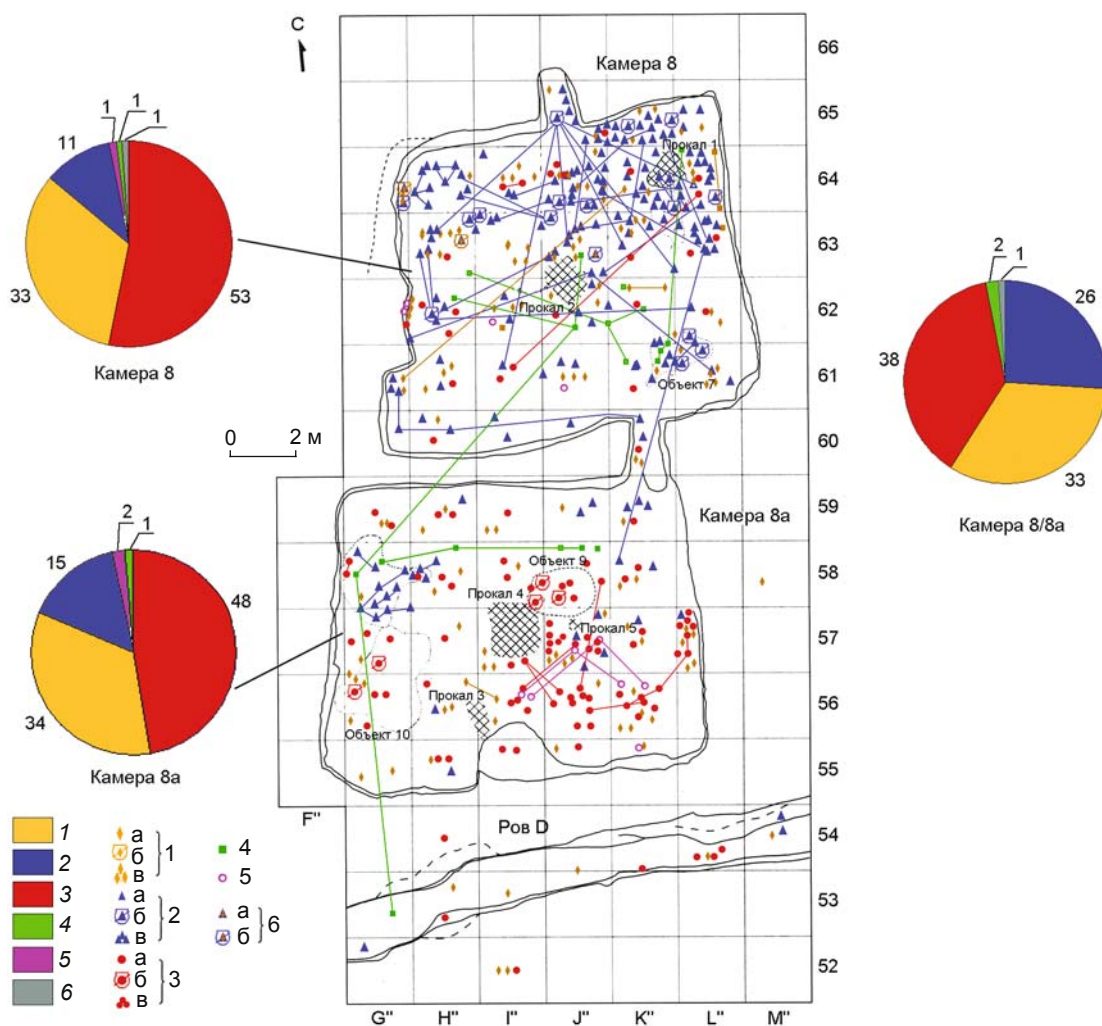 С
Камера 8
66
65
64
63
62
61
60
59
58
57
56
55
54
53
52
Прокал 1
Прокал 2
Объект 7
0 2 м
Камера 8а
Объект 9
Прокал 4
Прокал 5
Прокал 3
Объект 10
F"
Ров D
G" H" I" J" K" L" M"
1 1 1
11
33
53
Камера 8
2 1
15
48
34
Камера 8а
2 1
26
38
33
Камера 8/8а
1
2
3
4
5
6
а
б 1
в
а
б 2
в
а
б 3
в
4
5
а
б 6